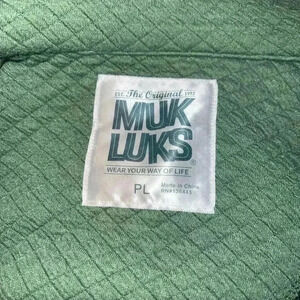 The Original
MUK
LUKS®
WEAR YOUR WAY OF LIFE
PL
Made in China